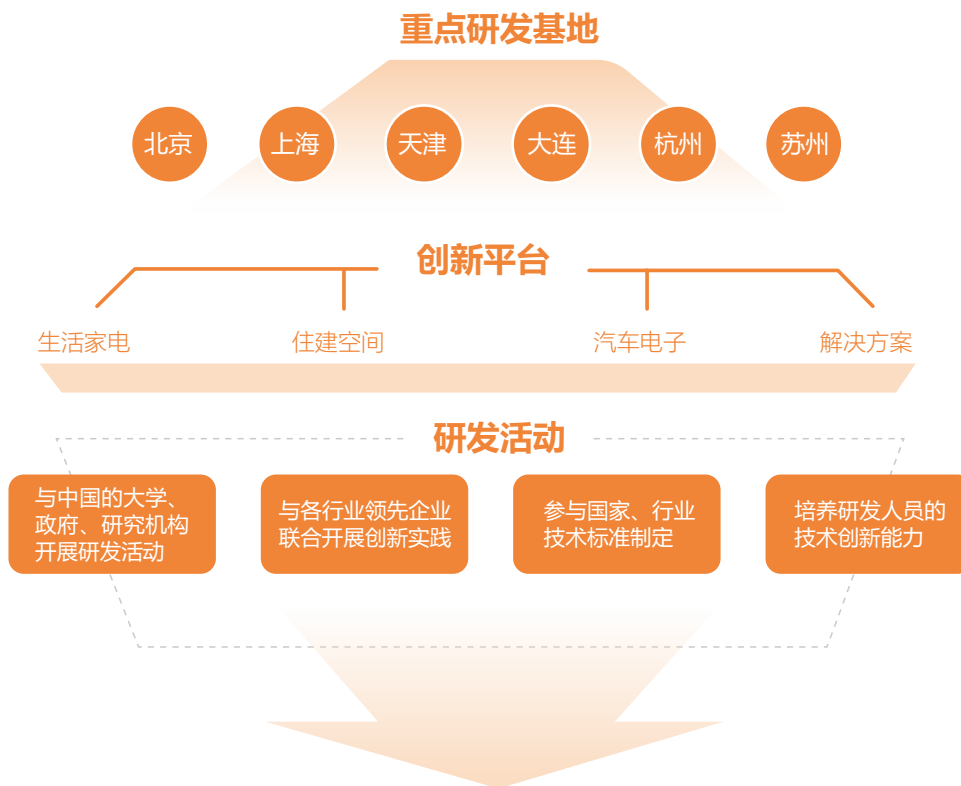 重点研发基地
北京
上海
天津
大连
杭州
苏州
创新平台
生活家电
住建空间
汽车电子
解决方案
研发活动
与中国的大学、
政府、研究机构
开展研发活动
与各行业领先企业
联合开展创新实践
参与国家、行业
技术标准制定
培养研发人员的
技术创新能力